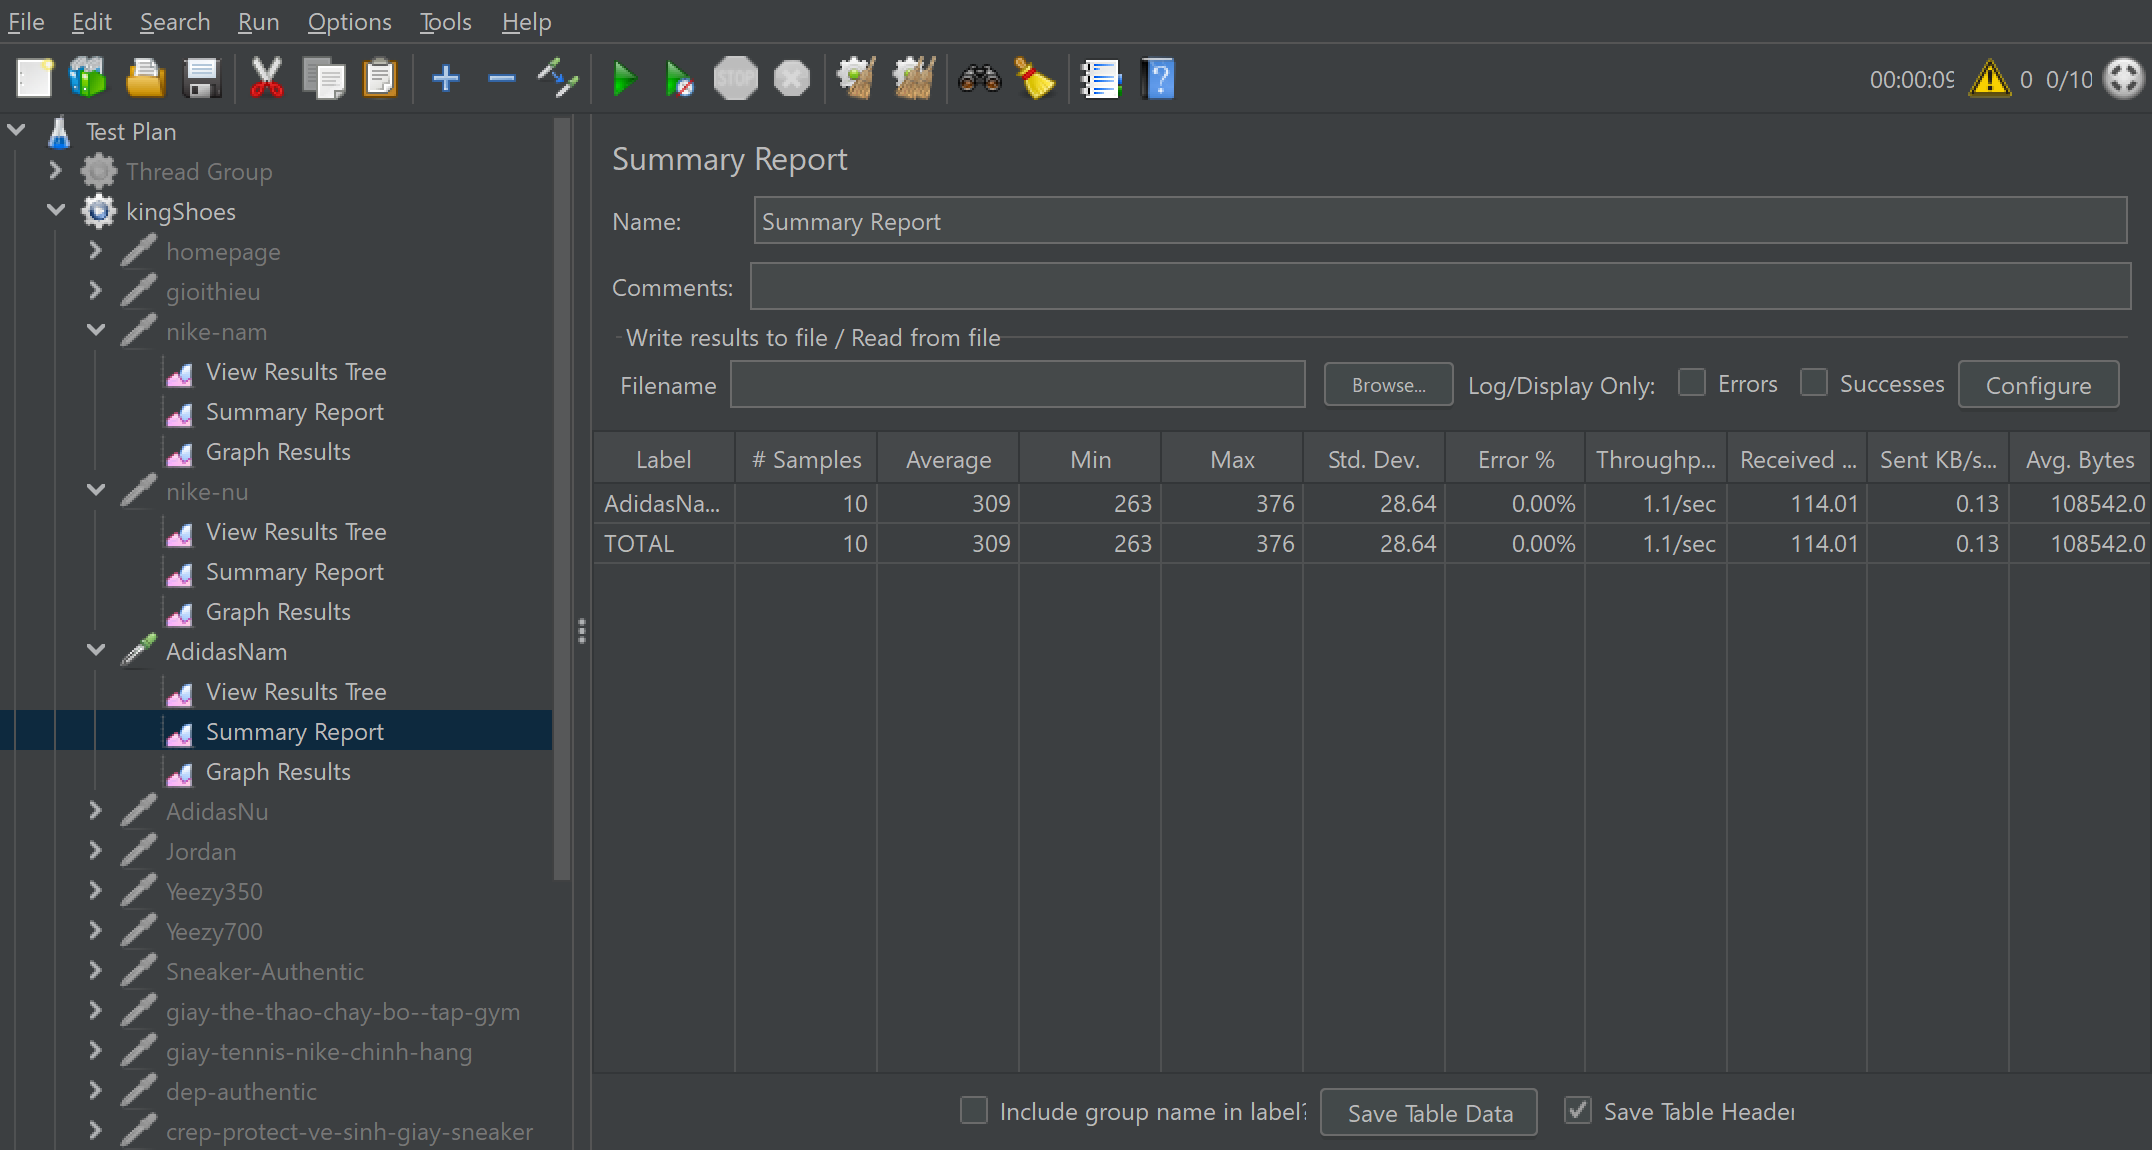 File Edit Search Run Options Tools Help
STOP 00:00:09 0 0/10
Test Plan
Thread Group
kingShoes
homepage
gioithieu
nike-nam
View Results Tree
Summary Report
Graph Results
nike-nu
View Results Tree
Summary Report
Graph Results
AdidasNam
View Results Tree
Summary Report
Graph Results
AdidasNu
Jordan
Yeezy350
Yeezy700
Sneaker-Authentic
giay-the-thao-chay-bo--tap-gym
giay-tennis-nike-chinh-hang
dep-authentic
crep-protect-ve-sinh-giay-sneaker
Summary Report
Name: Summary Report
Comments:
Write results to file / Read from file
Filename Browse... Log/Display Only: Errors Successes Configure
Label # Samples Average Min Max Std. Dev. Error % Throughp... Received ... Sent KB/s... Avg. Bytes
AdidasNa... 10 309 263 376 28.64 0.00% 1.1/sec 114.01 0.13 108542.0
TOTAL 10 309 263 376 28.64 0.00% 1.1/sec 114.01 0.13 108542.0
Include group name in label? Save Table Data Save Table Header